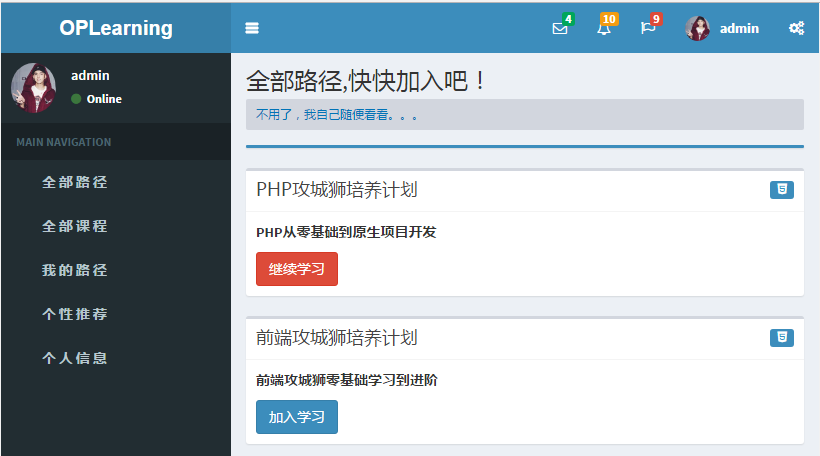 OPLearning
4
10
9
admin
admin
Online
MAIN NAVIGATION
全部路径
全部课程
我的路径
个性推荐
个人信息
全部路径,快快加入吧！
不用了，我自己随便看看。。。
PHP攻城狮培养计划
PHP从零基础到原生项目开发
继续学习
前端攻城狮培养计划
前端攻城狮零基础学习到进阶
加入学习